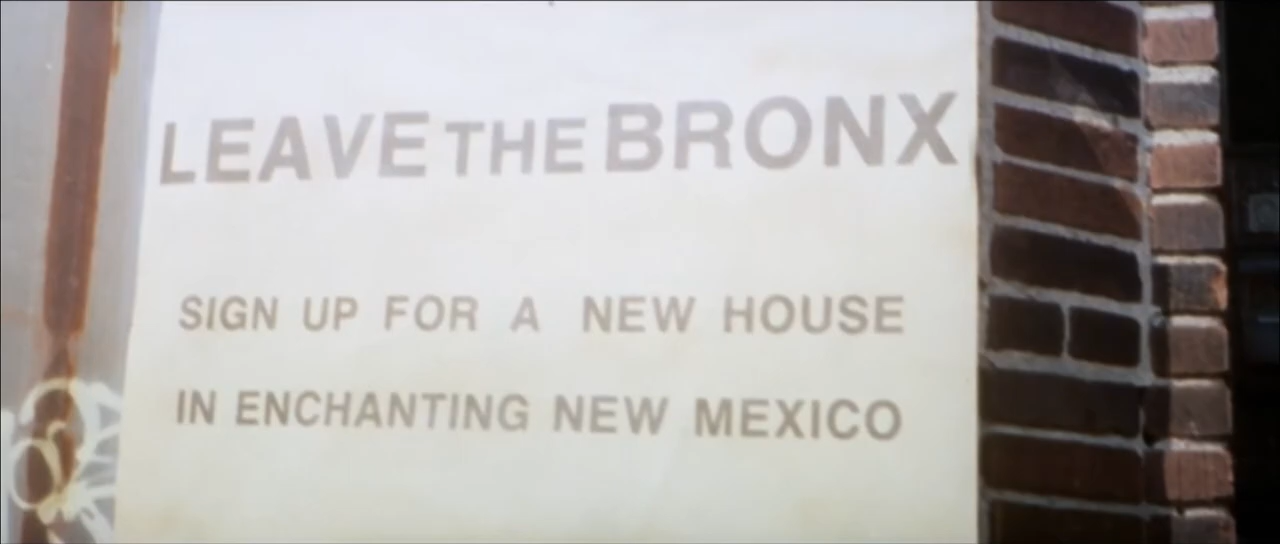 LEAVE THE BRONX
SIGN UP FOR A NEW HOUSE
IN ENCHANTING NEW MEXICO